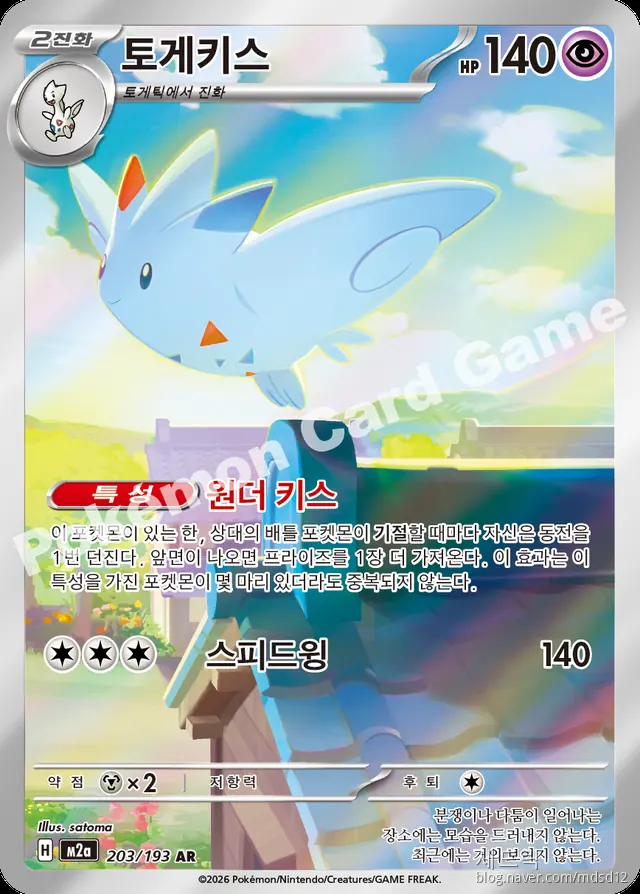 2진화
토게키스
HP 140
토게틱에서 진화
Pokémon Card Game
특성 원더 키스
이 포켓몬이 있는 한, 상대의 배틀 포켓몬이 기절할 때마다 자신은 동전을
1번 던진다. 앞면이 나오면 프라이즈를 1장 더 가져온다. 이 효과는 이
특성을 가진 포켓몬이 몇 마리 있더라도 중복되지 않는다.
스피드윙 140
약점 ×2 저항력 후퇴
분쟁이나 다툼이 일어나는
장소에는 모습을 드러내지 않는다.
최근에는 거의 보이지 않는다.
Illus. satoma
H M2a 203/193 AR
©2026 Pokémon/Nintendo/Creatures/GAME FREAK.
blog.naver.com/mdsd12